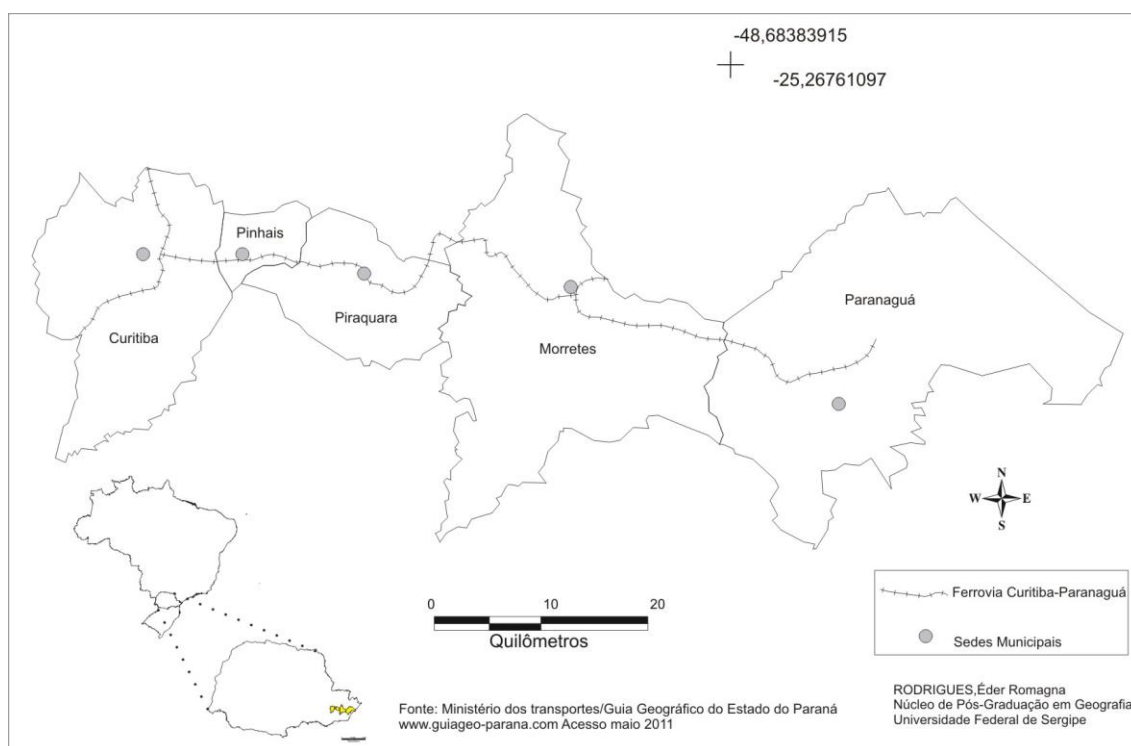 -48,68383915
-25,26761097
Pinhais
Paranaguá
Piraquara
Curitiba
Morretes
N
W E
S
0 10 20
Quilômetros
Ferrovia Curitiba-Paranaguá
Sedes Municipais
Fonte: Ministério dos transportes/Guia Geográfico do Estado do Paraná
www.guiageo-parana.com Acesso maio 2011
RODRIGUES,Éder Romagna
Núcleo de Pós-Graduação em Geografia
Universidade Federal de Sergipe